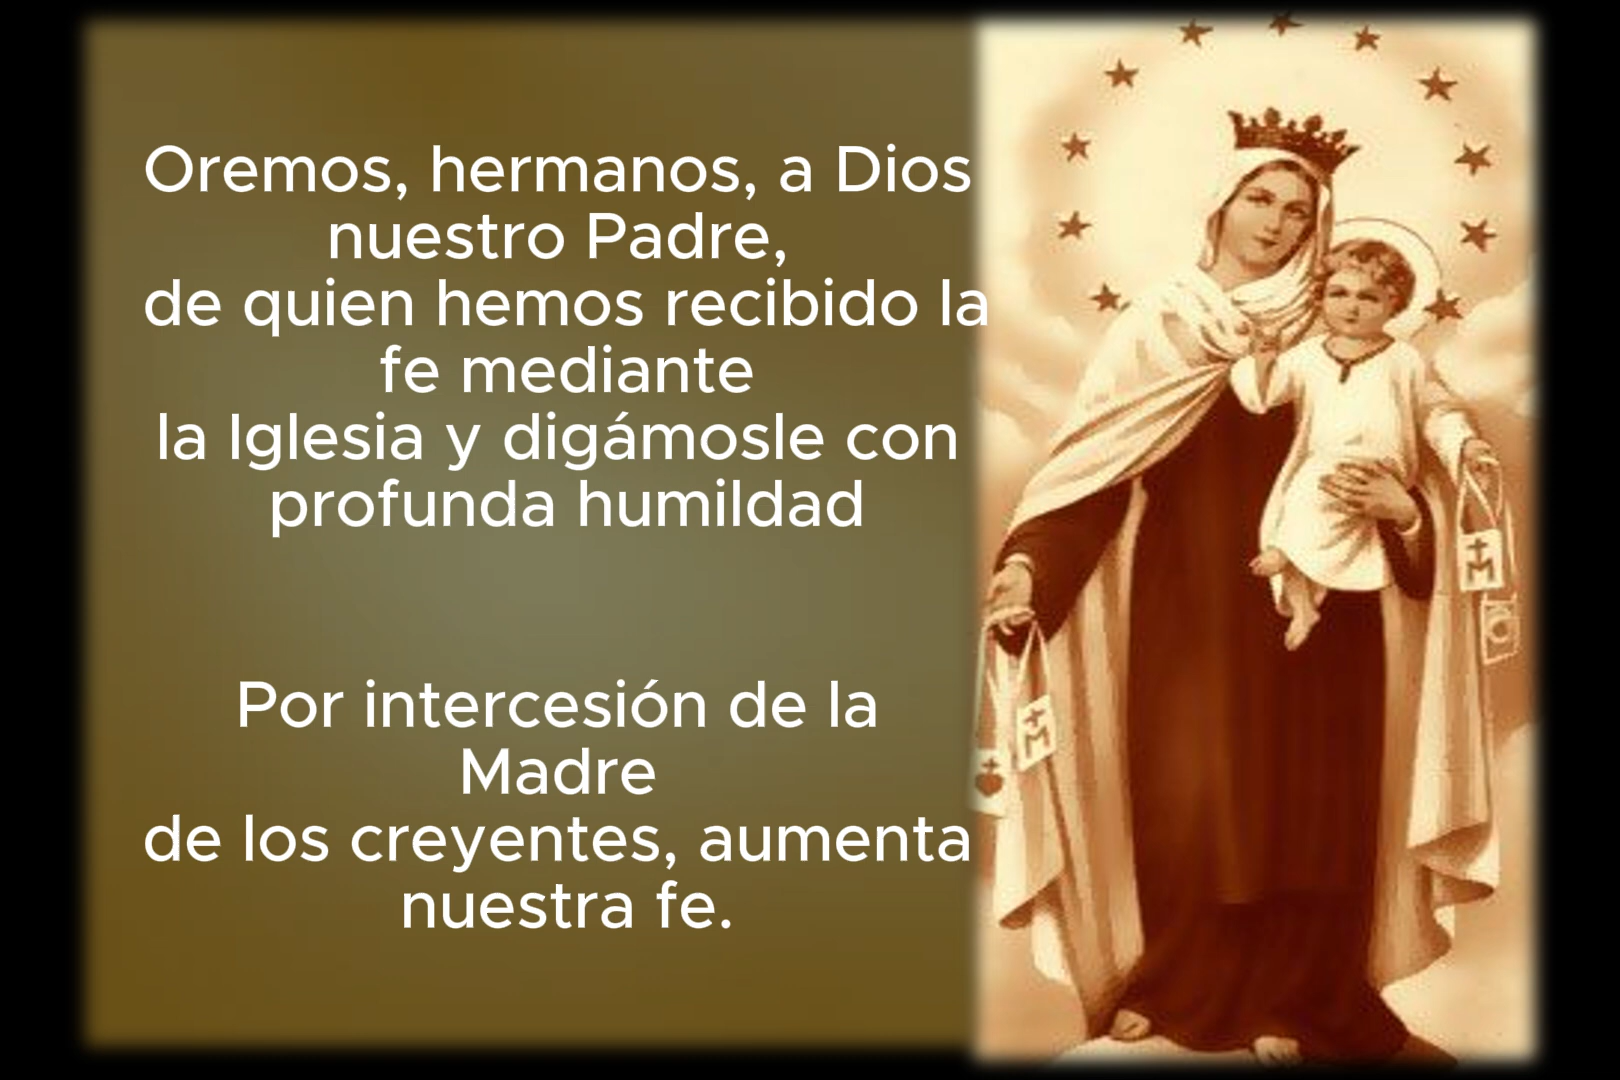 Oremos, hermanos, a Dios
nuestro Padre,
de quien hemos recibido la
fe mediante
la Iglesia y digámosle con
profunda humildad
Por intercesión de la
Madre
de los creyentes, aumenta
nuestra fe.
M
M